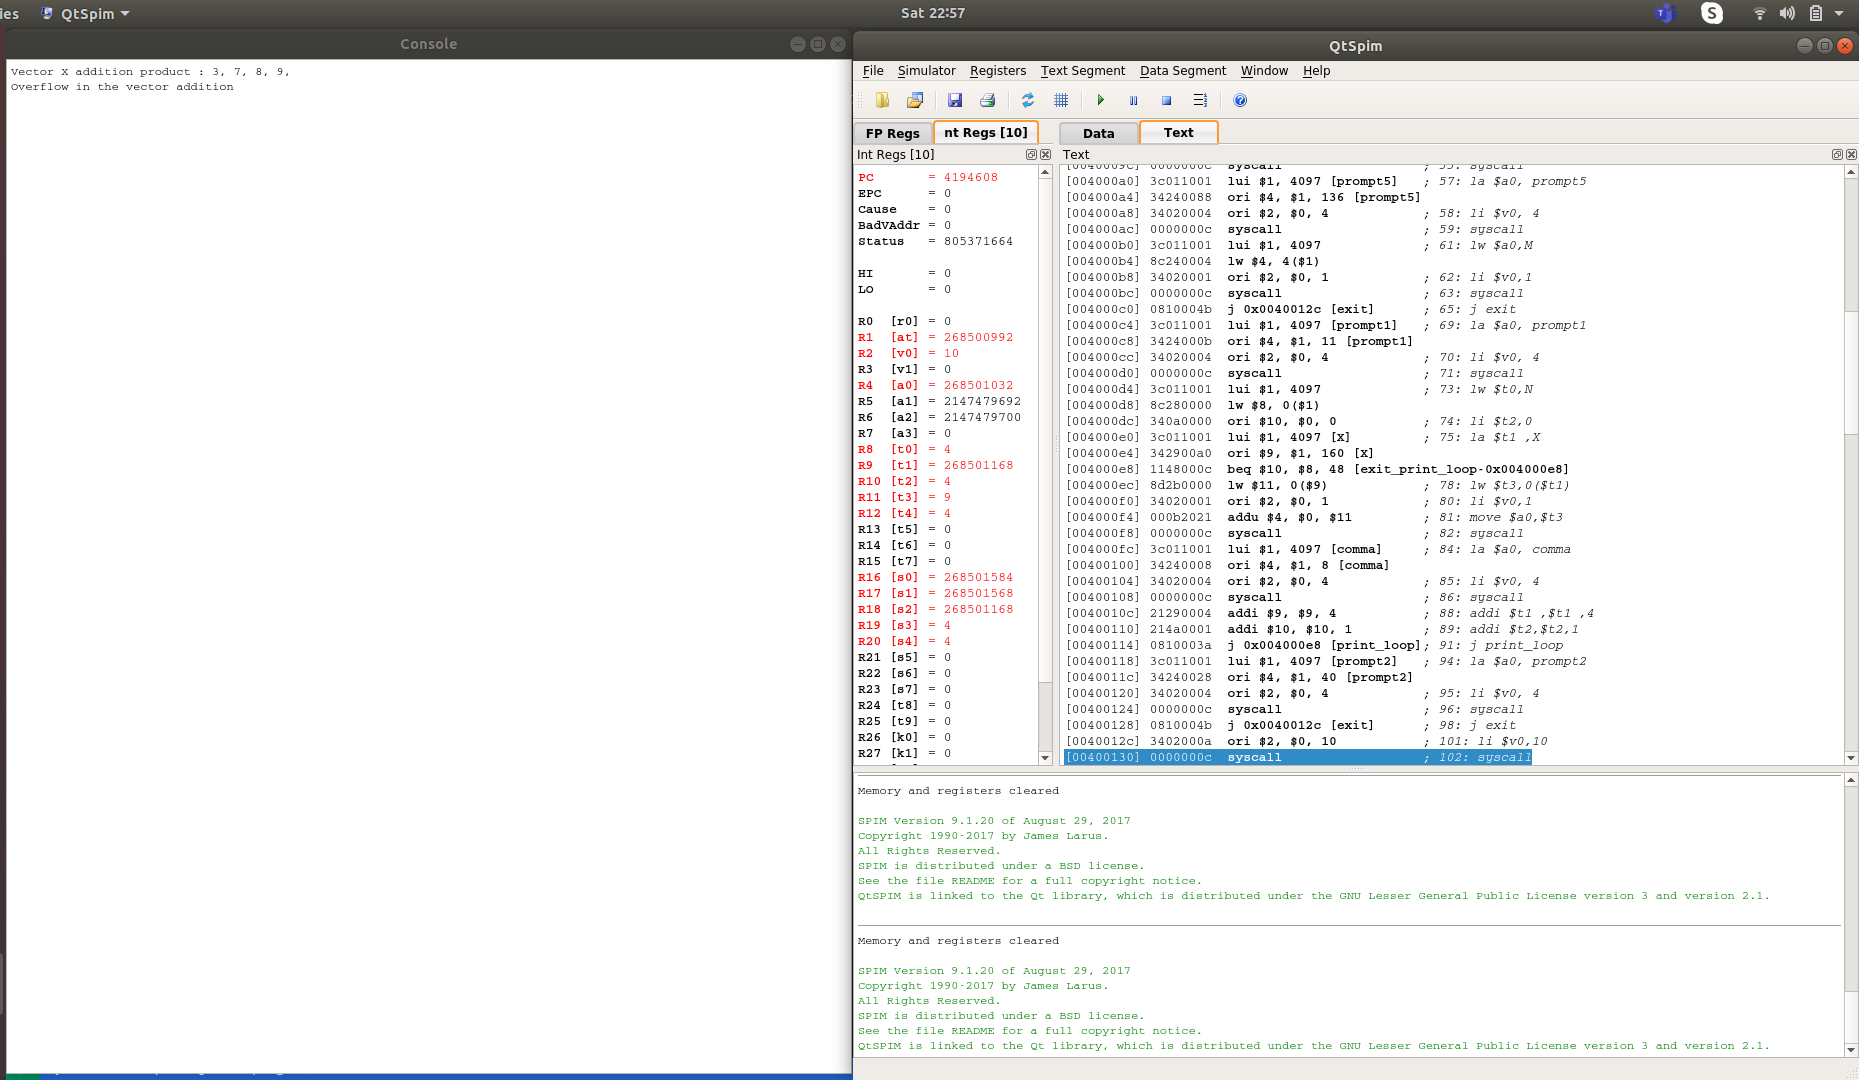 ies QtSpim Sat 22:57
Console
Vector X addition product : 3, 7, 8, 9,
Overflow in the vector addition
QtSpim
File Simulator Registers Text Segment Data Segment Window Help
FP Regs nt Regs [10] Data Text
Int Regs [10]
PC = 4194608
EPC = 0
Cause = 0
BadVAddr = 0
Status = 805371664
HI = 0
LO = 0
R0 [r0] = 0
R1 [at] = 268500992
R2 [v0] = 10
R3 [v1] = 0
R4 [a0] = 268501032
R5 [a1] = 2147479692
R6 [a2] = 2147479700
R7 [a3] = 0
R8 [t0] = 4
R9 [t1] = 268501168
R10 [t2] = 4
R11 [t3] = 9
R12 [t4] = 4
R13 [t5] = 0
R14 [t6] = 0
R15 [t7] = 0
R16 [s0] = 268501584
R17 [s1] = 268501568
R18 [s2] = 268501168
R19 [s3] = 4
R20 [s4] = 4
R21 [s5] = 0
R22 [s6] = 0
R23 [s7] = 0
R24 [t8] = 0
R25 [t9] = 0
R26 [k0] = 0
R27 [k1] = 0
Text
[0040009c] 0000000c syscall ; 55: syscall
[004000a0] 3c011001 lui $1, 4097 [prompt5] ; 57: la $a0, prompt5
[004000a4] 34240088 ori $4, $1, 136 [prompt5]
[004000a8] 34020004 ori $2, $0, 4 ; 58: li $v0, 4
[004000ac] 0000000c syscall ; 59: syscall
[004000b0] 3c011001 lui $1, 4097 ; 61: lw $a0,M
[004000b4] 8c240004 lw $4, 4($1)
[004000b8] 34020001 ori $2, $0, 1 ; 62: li $v0,1
[004000bc] 0000000c syscall ; 63: syscall
[004000c0] 0810004b j 0x0040012c [exit] ; 65: j exit
[004000c4] 3c011001 lui $1, 4097 [prompt1] ; 69: la $a0, prompt1
[004000c8] 3424000b ori $4, $1, 11 [prompt1]
[004000cc] 34020004 ori $2, $0, 4 ; 70: li $v0, 4
[004000d0] 0000000c syscall ; 71: syscall
[004000d4] 3c011001 lui $1, 4097 ; 73: lw $t0,N
[004000d8] 8c280000 lw $8, 0($1)
[004000dc] 340a0000 ori $10, $0, 0 ; 74: li $t2,0
[004000e0] 3c011001 lui $1, 4097 [X] ; 75: la $t1 ,X
[004000e4] 342900a0 ori $9, $1, 160 [X]
[004000e8] 1148000c beq $10, $8, 48 [exit_print_loop-0x004000e8]
[004000ec] 8d2b0000 lw $11, 0($9) ; 78: lw $t3,0($t1)
[004000f0] 34020001 ori $2, $0, 1 ; 80: li $v0,1
[004000f4] 000b2021 addu $4, $0, $11 ; 81: move $a0,$t3
[004000f8] 0000000c syscall ; 82: syscall
[004000fc] 3c011001 lui $1, 4097 [comma] ; 84: la $a0, comma
[00400100] 34240008 ori $4, $1, 8 [comma]
[00400104] 34020004 ori $2, $0, 4 ; 85: li $v0, 4
[00400108] 0000000c syscall ; 86: syscall
[0040010c] 21290004 addi $9, $9, 4 ; 88: addi $t1 ,$t1 ,4
[00400110] 214a0001 addi $10, $10, 1 ; 89: addi $t2,$t2,1
[00400114] 0810003a j 0x004000e8 [print_loop]; 91: j print_loop
[00400118] 3c011001 lui $1, 4097 [prompt2] ; 94: la $a0, prompt2
[0040011c] 34240028 ori $4, $1, 40 [prompt2]
[00400120] 34020004 ori $2, $0, 4 ; 95: li $v0, 4
[00400124] 0000000c syscall ; 96: syscall
[00400128] 0810004b j 0x0040012c [exit] ; 98: j exit
[0040012c] 3402000a ori $2, $0, 10 ; 101: li $v0,10
[00400130] 0000000c syscall ; 102: syscall
Memory and registers cleared
SPIM Version 9.1.20 of August 29, 2017
Copyright 1990-2017 by James Larus.
All Rights Reserved.
SPIM is distributed under a BSD license.
See the file README for a full copyright notice.
QtSPIM is linked to the Qt library, which is distributed under the GNU Lesser General Public License version 3 and version 2.1.
Memory and registers cleared
SPIM Version 9.1.20 of August 29, 2017
Copyright 1990-2017 by James Larus.
All Rights Reserved.
SPIM is distributed under a BSD license.
See the file README for a full copyright notice.
QtSPIM is linked to the Qt library, which is distributed under the GNU Lesser General Public License version 3 and version 2.1.